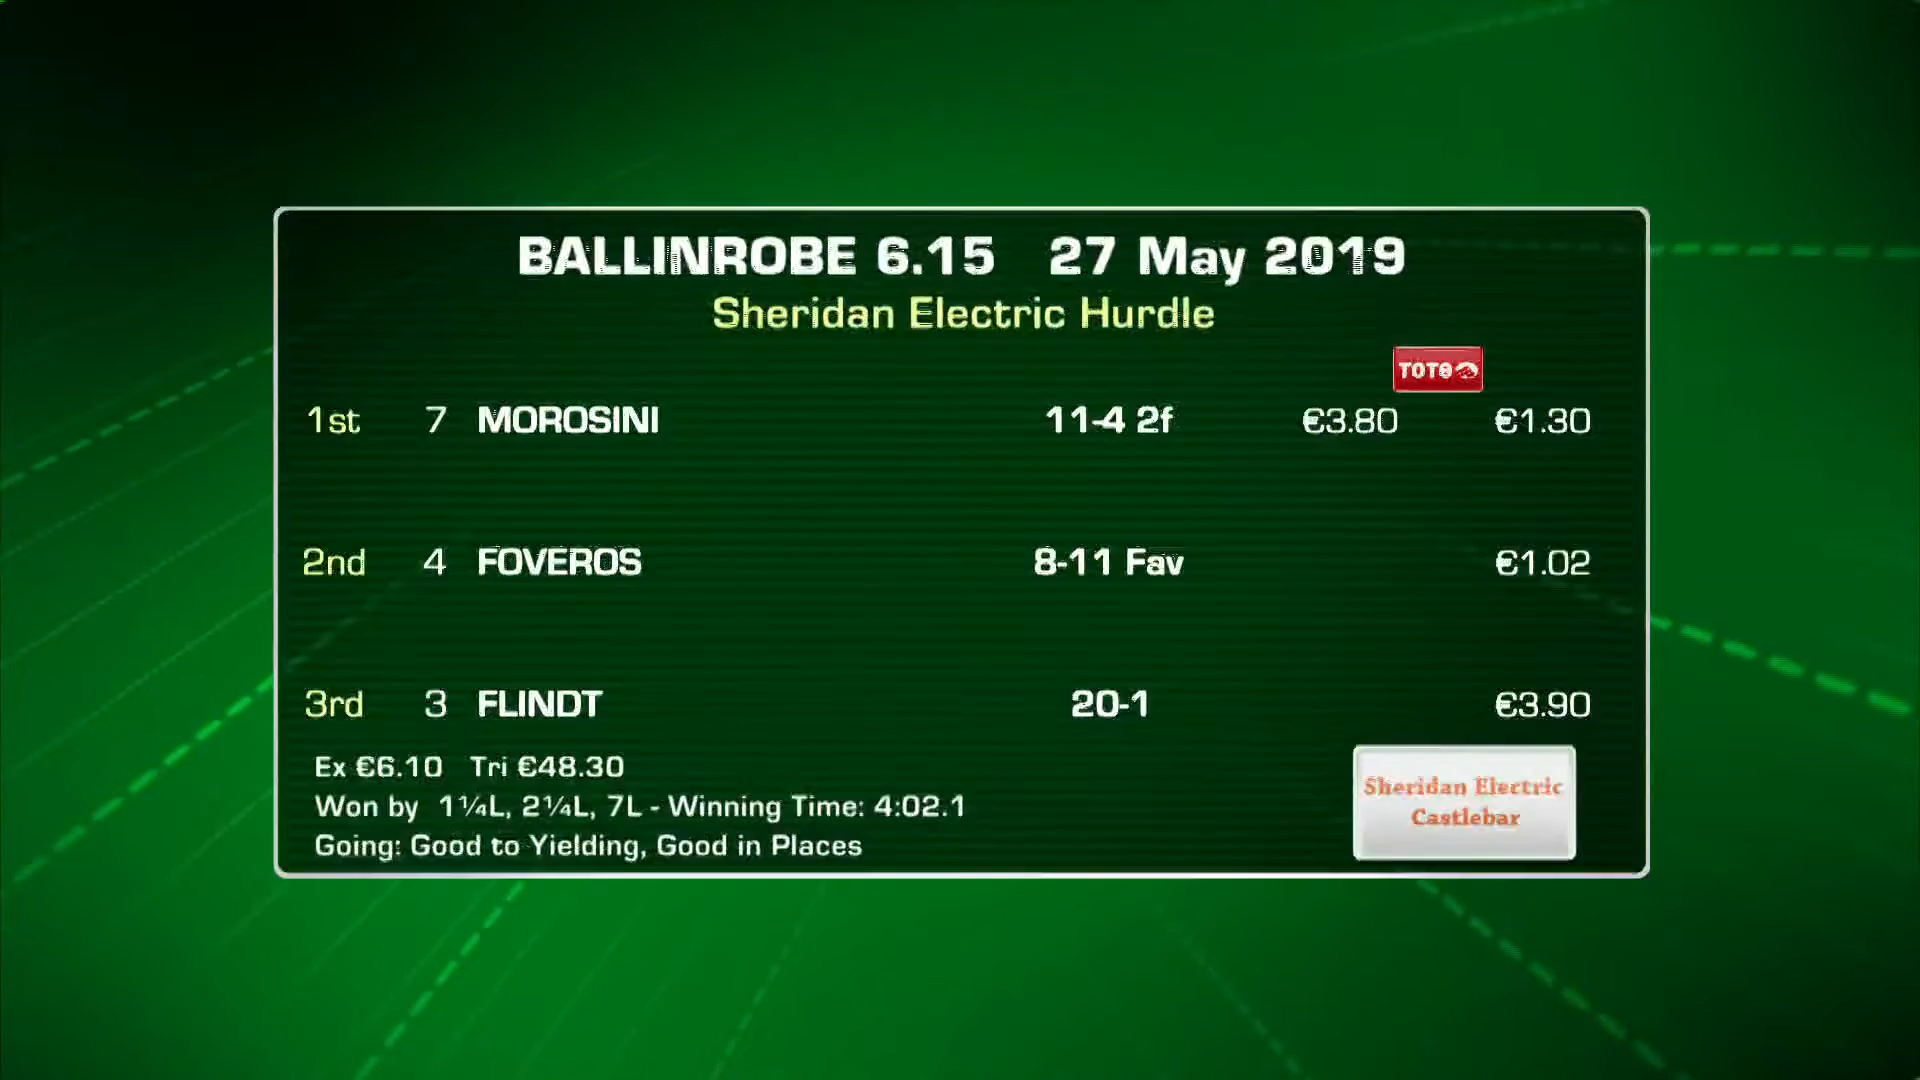 BALLINROBE 6.15 27 May 2019
Sheridan Electric Hurdle
TOTE
1st 7 MOROSINI 11-4 2f €3.80 €1.30
2nd 4 FOVEROS 8-11 Fav €1.02
3rd 3 FLINDT 20-1 €3.90
Ex €6.10 Tri €48.30
Won by 1¼L, 2¼L, 7L - Winning Time: 4:02.1
Going: Good to Yielding, Good in Places
Sheridan Electric
Castlebar